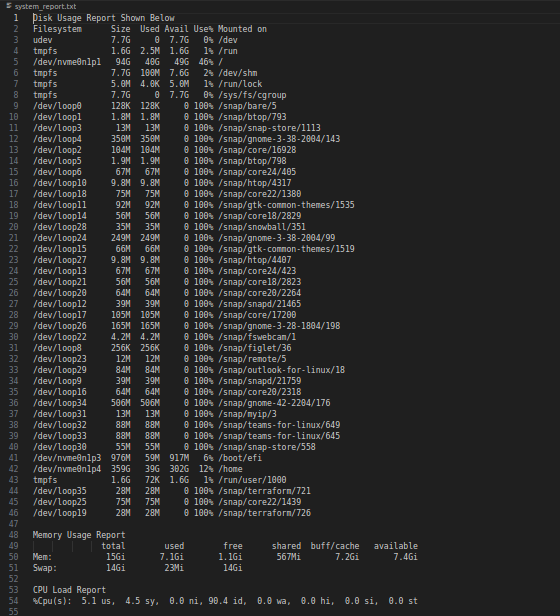 system_report.txt
1 Disk Usage Report Shown Below
2 Filesystem Size Used Avail Use% Mounted on
3 udev 7.7G 0 7.7G 0% /dev
4 tmpfs 1.6G 2.5M 1.6G 1% /run
5 /dev/nvme0n1p1 94G 40G 49G 46% /
6 tmpfs 7.7G 100M 7.6G 2% /dev/shm
7 tmpfs 5.0M 4.0K 5.0M 1% /run/lock
8 tmpfs 7.7G 0 7.7G 0% /sys/fs/cgroup
9 /dev/loop0 128K 128K 0 100% /snap/bare/5
10 /dev/loop1 1.8M 1.8M 0 100% /snap/btop/793
11 /dev/loop3 13M 13M 0 100% /snap/snap-store/1113
12 /dev/loop4 350M 350M 0 100% /snap/gnome-3-38-2004/143
13 /dev/loop2 104M 104M 0 100% /snap/core/16928
14 /dev/loop5 1.9M 1.9M 0 100% /snap/btop/798
15 /dev/loop6 67M 67M 0 100% /snap/core24/405
16 /dev/loop10 9.8M 9.8M 0 100% /snap/htop/4317
17 /dev/loop18 75M 75M 0 100% /snap/core22/1380
18 /dev/loop11 92M 92M 0 100% /snap/gtk-common-themes/1535
19 /dev/loop14 56M 56M 0 100% /snap/core18/2829
20 /dev/loop28 35M 35M 0 100% /snap/snowball/351
21 /dev/loop24 249M 249M 0 100% /snap/gnome-3-38-2004/99
22 /dev/loop15 66M 66M 0 100% /snap/gtk-common-themes/1519
23 /dev/loop27 9.8M 9.8M 0 100% /snap/htop/4407
24 /dev/loop13 67M 67M 0 100% /snap/core24/423
25 /dev/loop21 56M 56M 0 100% /snap/core18/2823
26 /dev/loop20 64M 64M 0 100% /snap/core20/2264
27 /dev/loop12 39M 39M 0 100% /snap/snapd/21465
28 /dev/loop17 105M 105M 0 100% /snap/core/17200
29 /dev/loop26 165M 165M 0 100% /snap/gnome-3-28-1804/198
30 /dev/loop22 4.2M 4.2M 0 100% /snap/fswebcam/1
31 /dev/loop8 256K 256K 0 100% /snap/figlet/36
32 /dev/loop23 12M 12M 0 100% /snap/remote/5
33 /dev/loop29 84M 84M 0 100% /snap/outlook-for-linux/18
34 /dev/loop9 39M 39M 0 100% /snap/snapd/21759
35 /dev/loop16 64M 64M 0 100% /snap/core20/2318
36 /dev/loop34 506M 506M 0 100% /snap/gnome-42-2204/176
37 /dev/loop31 13M 13M 0 100% /snap/myip/3
38 /dev/loop32 88M 88M 0 100% /snap/teams-for-linux/649
39 /dev/loop33 88M 88M 0 100% /snap/teams-for-linux/645
40 /dev/loop30 55M 55M 0 100% /snap/snap-store/558
41 /dev/nvme0n1p3 976M 59M 917M 6% /boot/efi
42 /dev/nvme0n1p4 359G 39G 302G 12% /home
43 tmpfs 1.6G 72K 1.6G 1% /run/user/1000
44 /dev/loop35 28M 28M 0 100% /snap/terraform/721
45 /dev/loop25 75M 75M 0 100% /snap/core22/1439
46 /dev/loop19 28M 28M 0 100% /snap/terraform/726
47
48 Memory Usage Report
49 total used free shared buff/cache available
50 Mem: 15Gi 7.1Gi 1.1Gi 567Mi 7.2Gi 7.4Gi
51 Swap: 14Gi 23Mi 14Gi
52
53 CPU Load Report
54 %Cpu(s): 5.1 us, 4.5 sy, 0.0 ni, 90.4 id, 0.0 wa, 0.0 hi, 0.0 si, 0.0 st
55